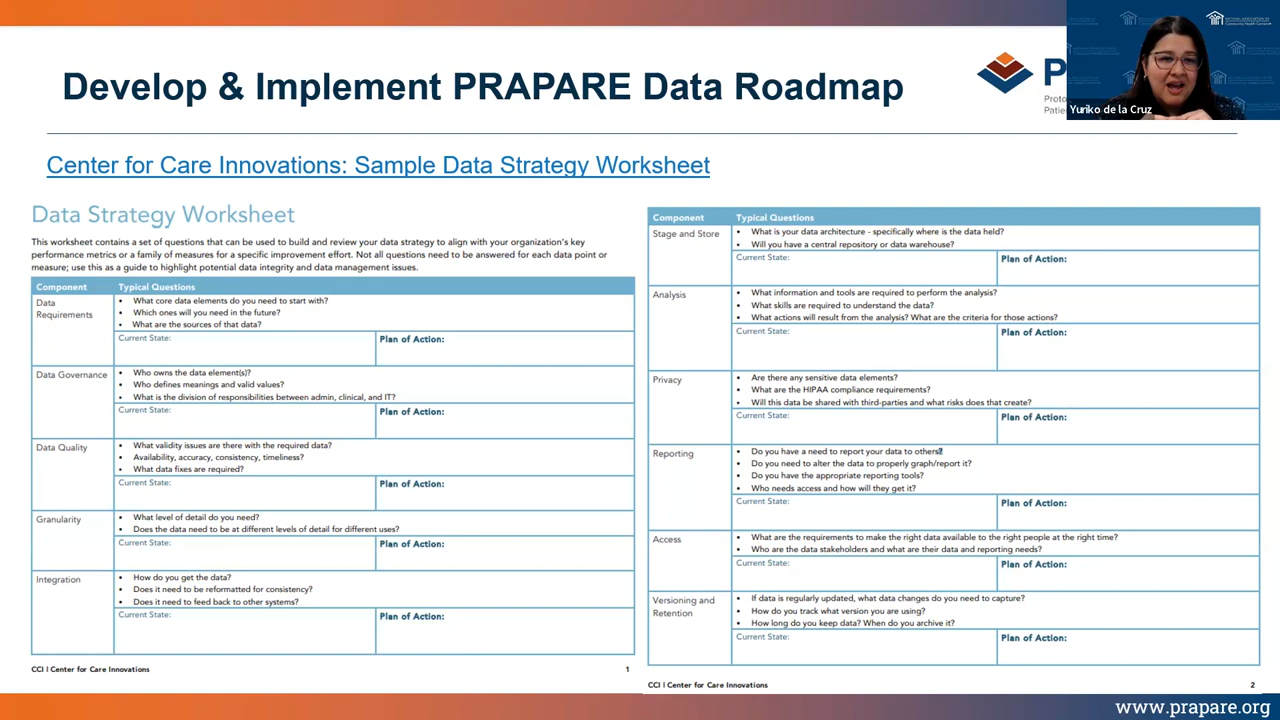 Develop & Implement PRAPARE Data Roadmap
P
Proto
Patie
Yuriko de la Cruz
Center for Care Innovations: Sample Data Strategy Worksheet
Data Strategy Worksheet
This worksheet contains a set of questions that can be used to build and review your data strategy to align with your organization's key
performance metrics or a family of measures for a specific improvement effort. Not all questions need to be answered for each data point or
measure; use this as a guide to highlight potential data integrity and data management issues.
Component Typical Questions
Data
Requirements
• What core data elements do you need to start with?
• Which ones will you need in the future?
• What are the sources of that data?
Current State: Plan of Action:
Data Governance
• Who owns the data element(s)?
• Who defines meanings and valid values?
• What is the division of responsibilities between admin, clinical, and IT?
Current State: Plan of Action:
Data Quality
• What validity issues are there with the required data?
• Availability, accuracy, consistency, timeliness?
• What data fixes are required?
Current State: Plan of Action:
Granularity
• What level of detail do you need?
• Does the data need to be at different levels of detail for different uses?
Current State: Plan of Action:
Integration
• How do you get the data?
• Does it need to be reformatted for consistency?
• Does it need to feed back to other systems?
Current State: Plan of Action:
CCI | Center for Care Innovations 1
Component Typical Questions
Stage and Store
• What is your data architecture - specifically where is the data held?
• Will you have a central repository or data warehouse?
Current State: Plan of Action:
Analysis
• What information and tools are required to perform the analysis?
• What skills are required to understand the data?
• What actions will result from the analysis? What are the criteria for those actions?
Current State: Plan of Action:
Privacy
• Are there any sensitive data elements?
• What are the HIPAA compliance requirements?
• Will this data be shared with third-parties and what risks does that create?
Current State: Plan of Action:
Reporting
• Do you have a need to report your data to others?
• Do you need to alter the data to properly graph/report it?
• Do you have the appropriate reporting tools?
• Who needs access and how will they get it?
Current State: Plan of Action:
Access
• What are the requirements to make the right data available to the right people at the right time?
• Who are the data stakeholders and what are their data and reporting needs?
Current State: Plan of Action:
Versioning and
Retention
• If data is regularly updated, what data changes do you need to capture?
• How do you track what version you are using?
• How long do you keep data? When do you archive it?
Current State: Plan of Action:
CCI | Center for Care Innovations 2
www.prapare.org